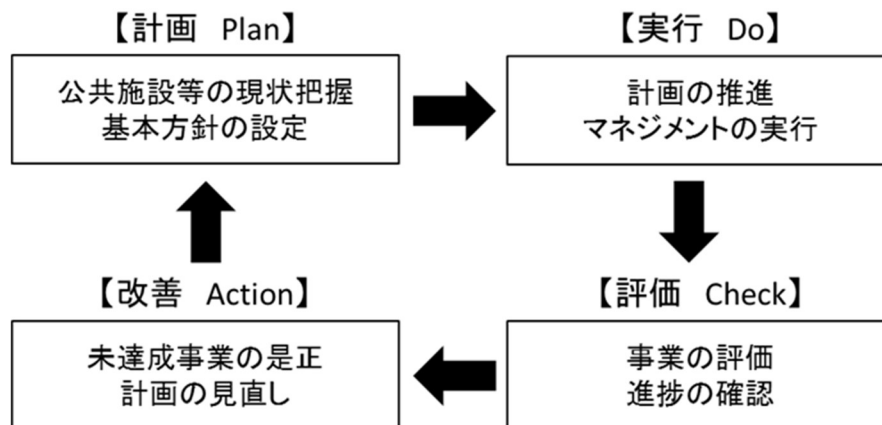 【計画 Plan】
公共施設等の現状把握
基本方針の設定
【実行 Do】
計画の推進
マネジメントの実行
【改善 Action】
未達成事業の是正
計画の見直し
【評価 Check】
事業の評価
進捗の確認